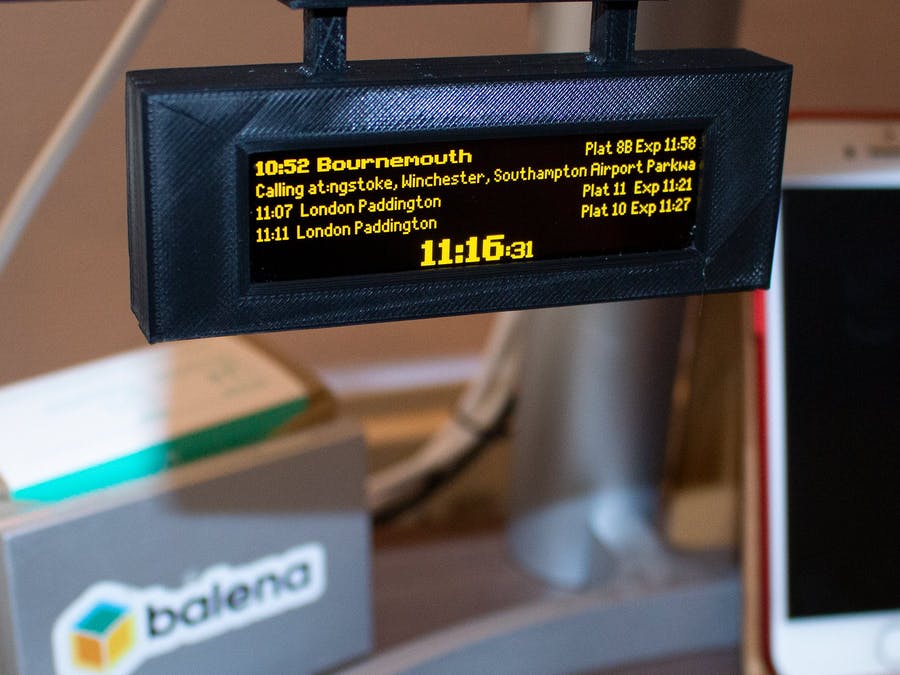 10:52 Bournemouth Plat 8B Exp 11:58
Calling at:ngstoke, Winchester, Southampton Airport Parkwa
11:07 London Paddington Plat 11 Exp 11:21
11:11 London Paddington Plat 10 Exp 11:27
11:16:31
balena